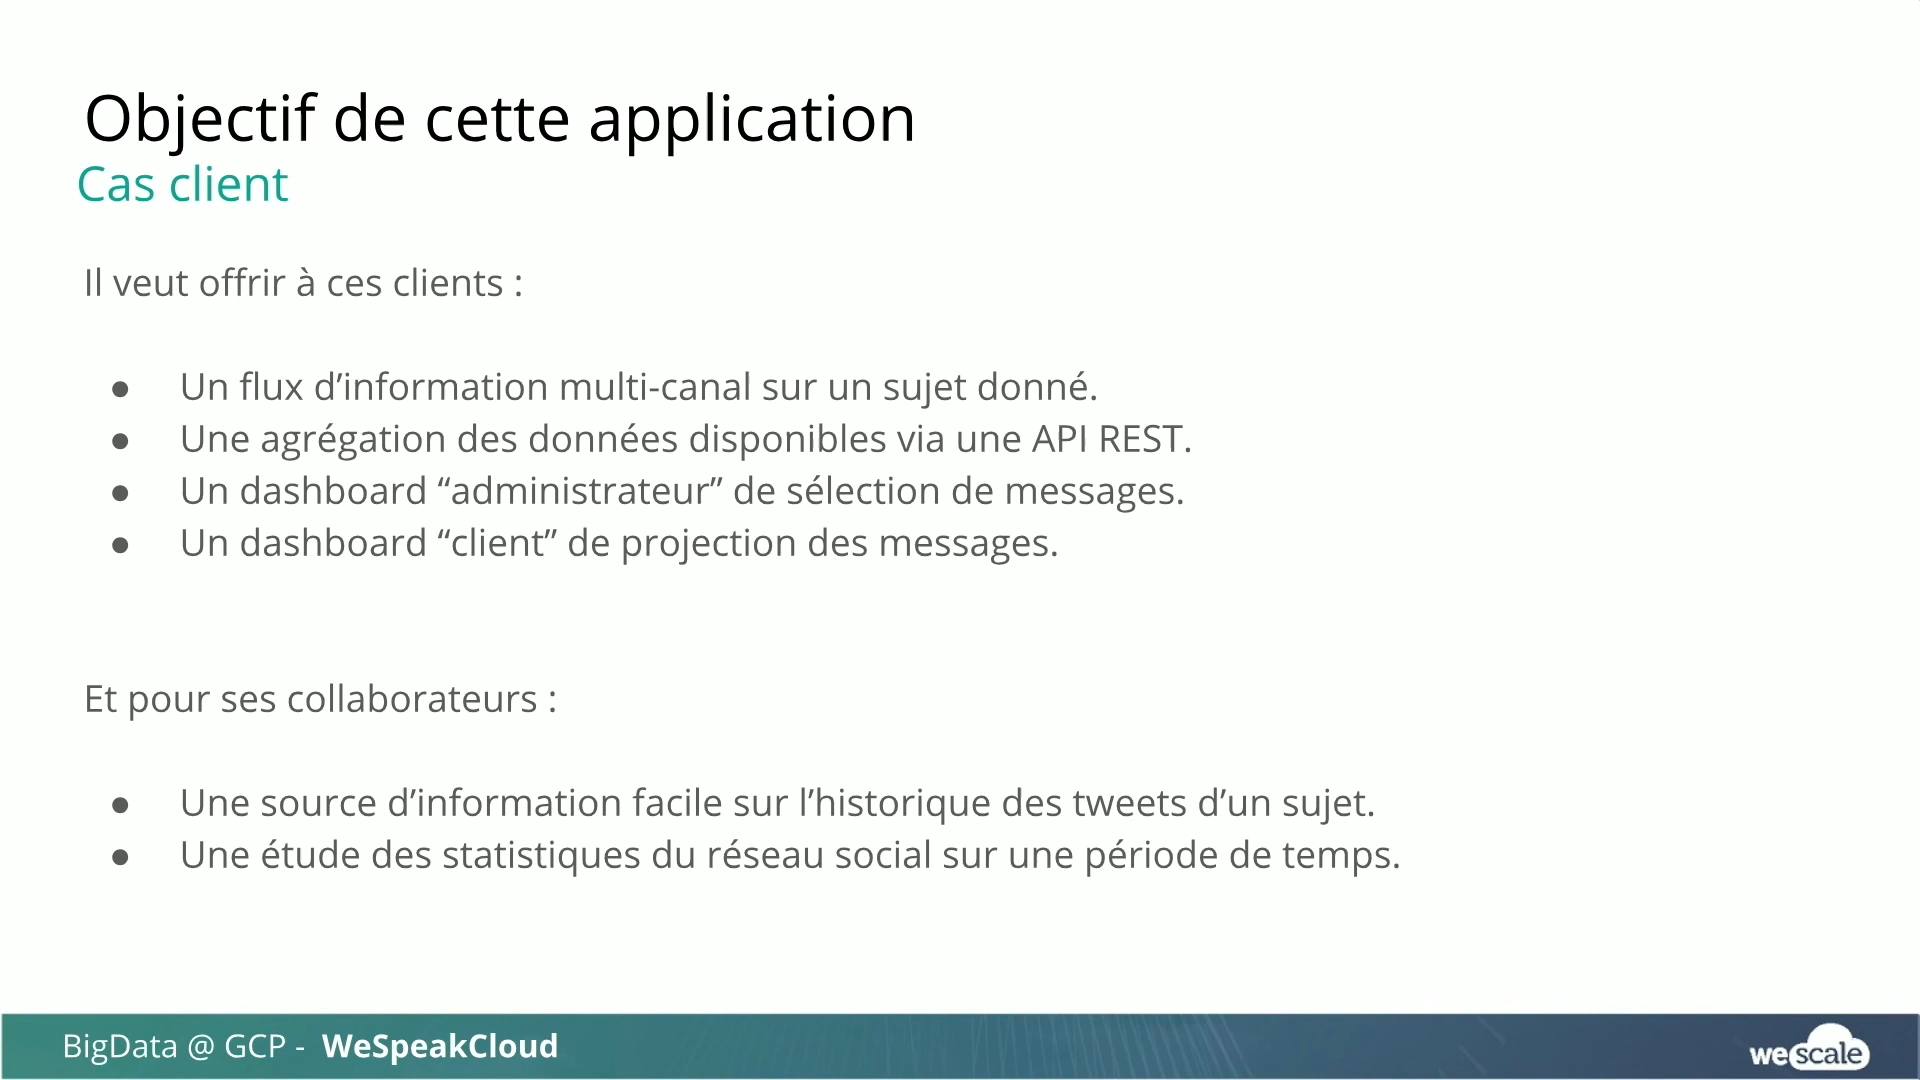 Objectif de cette application
Cas client
Il veut offrir à ces clients :
● Un flux d’information multi-canal sur un sujet donné.
● Une agrégation des données disponibles via une API REST.
● Un dashboard “administrateur” de sélection de messages.
● Un dashboard “client” de projection des messages.
Et pour ses collaborateurs :
● Une source d’information facile sur l’historique des tweets d’un sujet.
● Une étude des statistiques du réseau social sur une période de temps.
BigData @ GCP - WeSpeakCloud
wescale